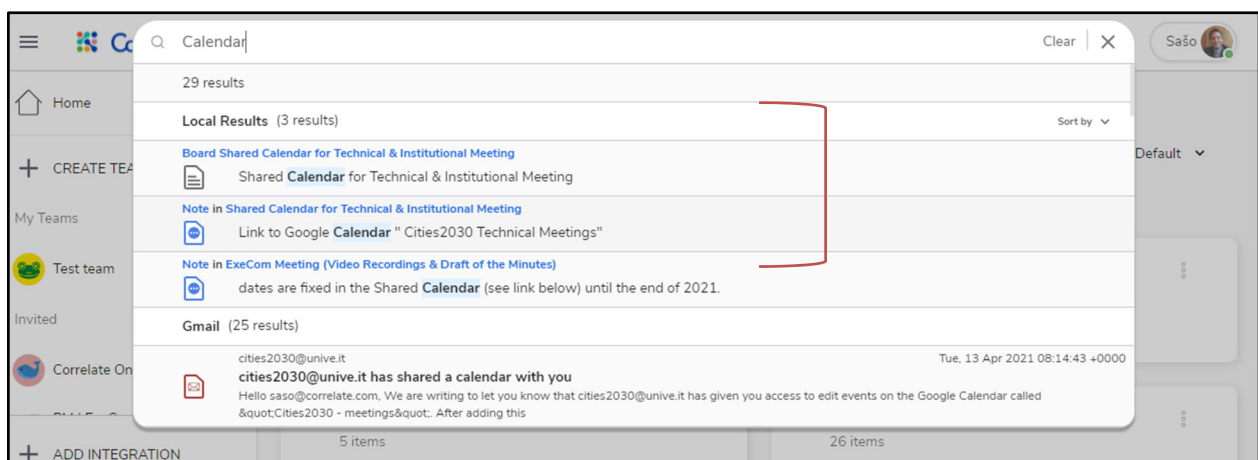 Co
Calendar
Clear
Sašo
29 results
Home
Local Results (3 results)
Sort by
Board Shared Calendar for Technical & Institutional Meeting
Default
CREATE TEA
Shared Calendar for Technical & Institutional Meeting
Note in Shared Calendar for Technical & Institutional Meeting
My Teams
Link to Google Calendar " Cities2030 Technical Meetings"
Note in ExeCom Meeting (Video Recordings & Draft of the Minutes)
Test team
dates are fixed in the Shared Calendar (see link below) until the end of 2021.
Invited
Gmail (25 results)
cities2030@unive.it
Tue, 13 Apr 2021 08:14:43 +0000
Correlate On
cities2030@unive.it has shared a calendar with you
Hello saso@correlate.com, We are writing to let you know that cities2030@unive.it has given you access to edit events on the Google Calendar called
&quot;Cities2030 - meetings&quot;. After adding this
5 items
26 items
ADD INTEGRATION